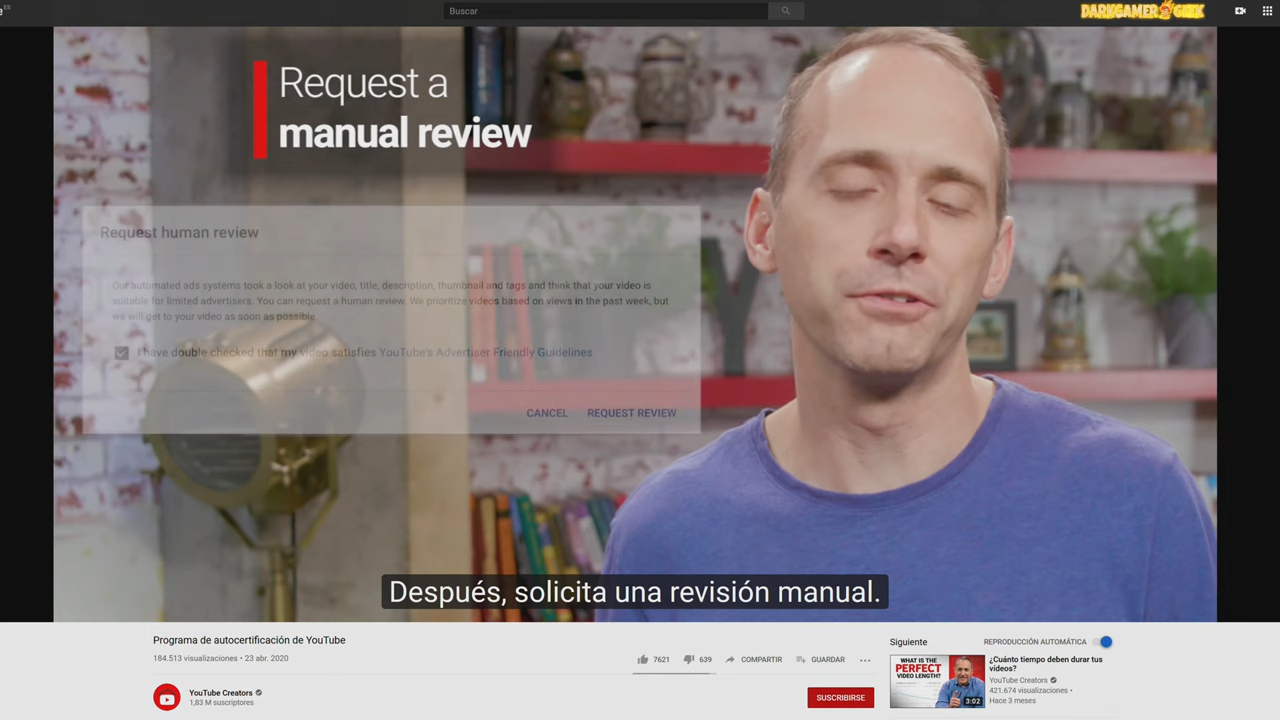 ES
Buscar
DARKGAMER GEEK
Request a
manual review
Request human review
Our automated ads systems took a look at your video, title, description, thumbnail and tags and think that your video is
suitable for limited advertisers. You can request a human review. We prioritize videos based on views in the past week, but
we will get to your video as soon as possible.
I have double checked that my video satisfies YouTube's Advertiser Friendly Guidelines
CANCEL REQUEST REVIEW
Después, solicita una revisión manual.
Programa de autocertificación de YouTube
184.513 visualizaciones • 23 abr. 2020
7621 639 COMPARTIR GUARDAR
YouTube Creators
1,83 M suscriptores
SUSCRIBIRSE
Siguiente REPRODUCCIÓN AUTOMÁTICA
WHAT IS THE
PERFECT
VIDEO LENGTH?
3:02
¿Cuánto tiempo deben durar tus
vídeos?
YouTube Creators
421.674 visualizaciones •
Hace 3 meses